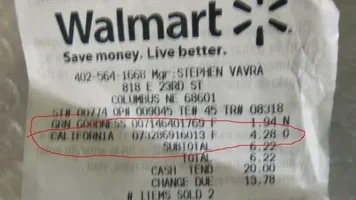 Walmart
Save money. Live better.
402-564-1668 Mgr:STEPHEN VAVRA
818 E 23RD ST
COLUMBUS NE 68601
ST# 00774 OP# 009045 TE# 45 TR# 08318
GRN GOODNESS 007146401769 F 1.94 N
CALIFORNIA 073286916013 F 4.28 O
SUBTOTAL 6.22
TOTAL 6.22
CASH TEND 20.00
CHANGE DUE 13.78
# ITEMS SOLD 2